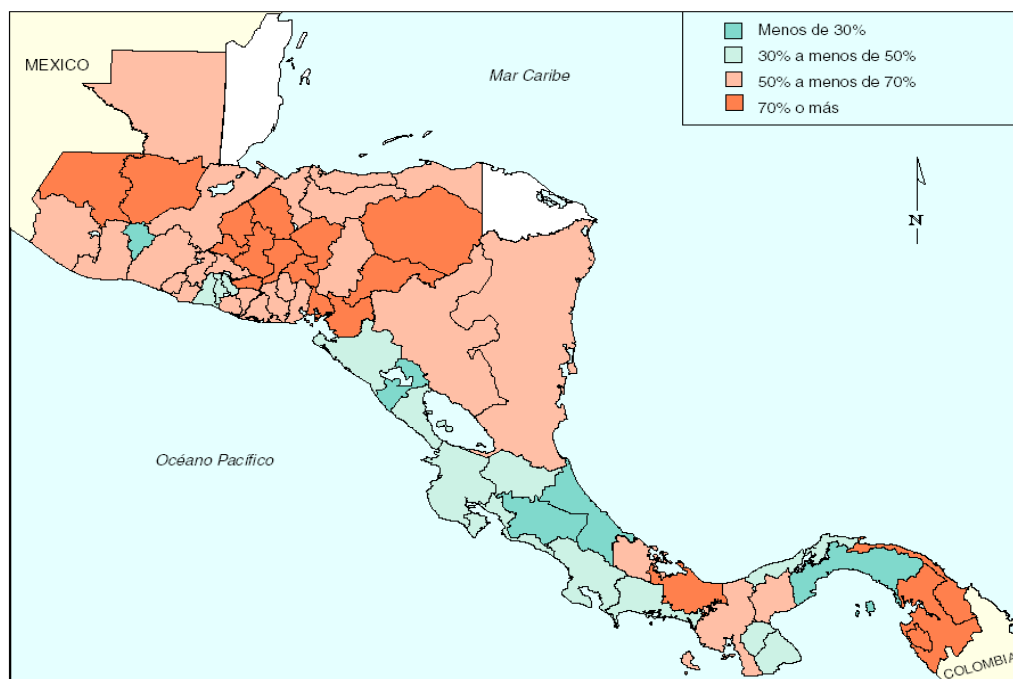 MEXICO
Mar Caribe
Menos de 30%
30% a menos de 50%
50% a menos de 70%
70% o más
N
Océano Pacífico
COLOMBIA